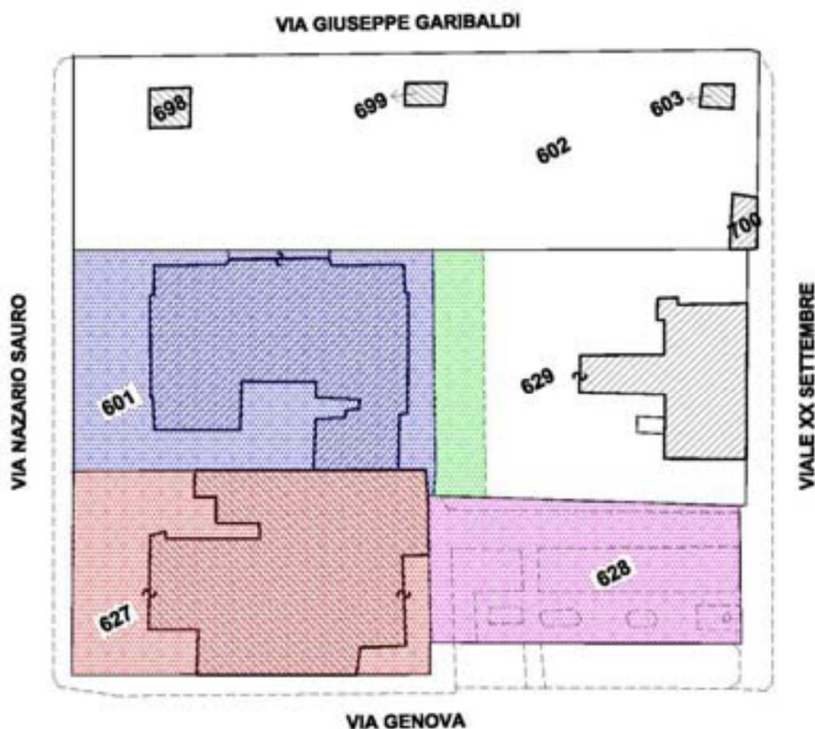 VIA GIUSEPPE GARIBALDI
698
699
603
602
700
VIA NAZARIO SAURO
VIALE XX SETTEMBRE
629
601
628
627
VIA GENOVA